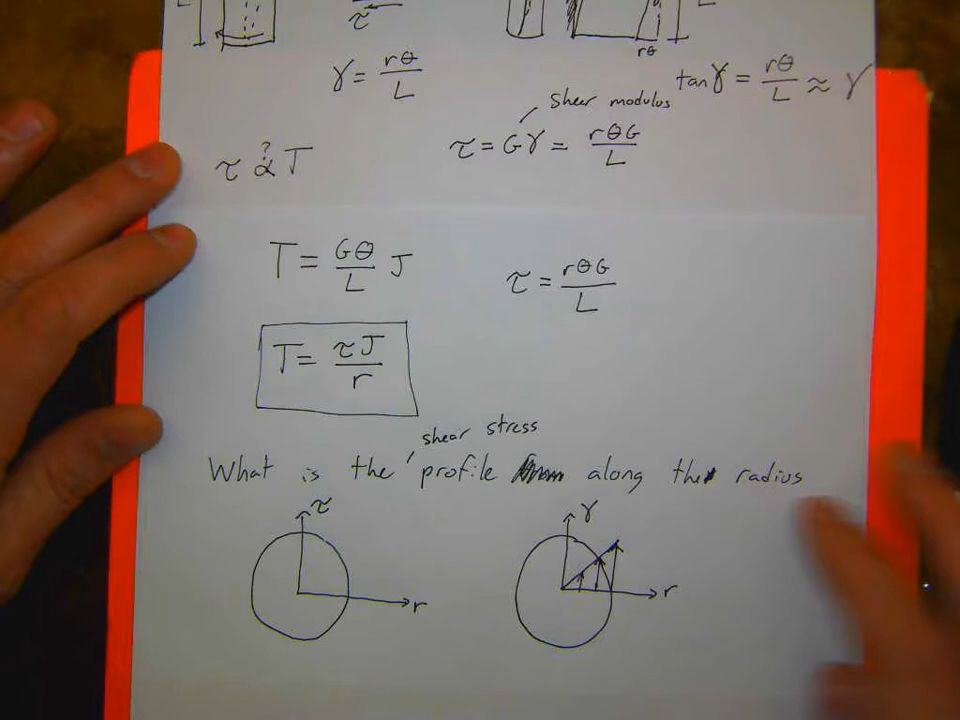 L
τ
L
rθ
γ = rθ/L
tanγ = rθ/L ≈ γ
shear modulus
τ = Gγ = rθG/L
?
τ α T
T = Gθ/L J
τ = rθG/L
T = τJ/r
shear stress
What is the profile along the radius
τ
γ
r
r